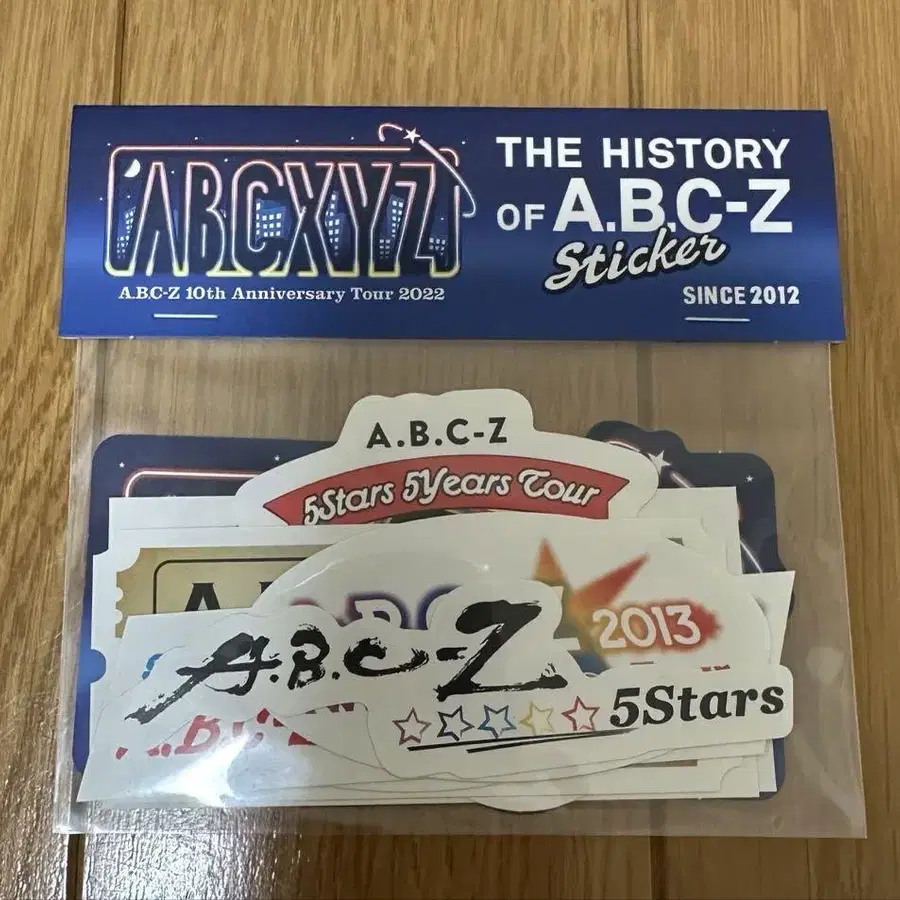 ABCXYZ
A.B.C-Z 10th Anniversary Tour 2022
THE HISTORY
OF A.B.C-Z
Sticker
SINCE 2012
A.B.C-Z
5Stars 5Years Tour
2013
A.B.C-Z
5Stars
A.B.C-Z